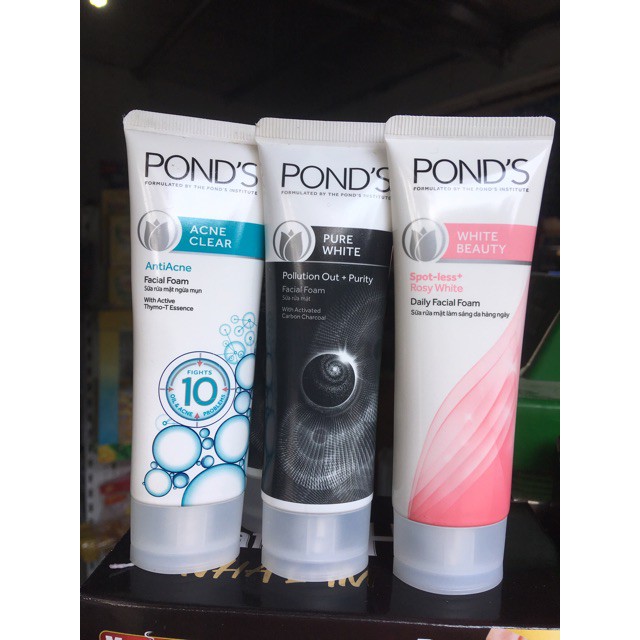 POND'S
FORMULATED BY THE POND'S INSTITUTE
ACNE
CLEAR
AntiAcne
Facial Foam
Sữa rửa mặt ngừa mụn
With Active
Thymo-T Essence
FIGHTS
10
OIL & ACNE PROBLEMS
POND'S
FORMULATED BY THE POND'S INSTITUTE
PURE
WHITE
Pollution Out + Purity
Facial Foam
Sữa rửa mặt
With Activated
Carbon Charcoal
POND'S
FORMULATED BY THE POND'S INSTITUTE
WHITE
BEAUTY
Spot-less+
Rosy White
Daily Facial Foam
Sữa rửa mặt làm sáng da hàng ngày